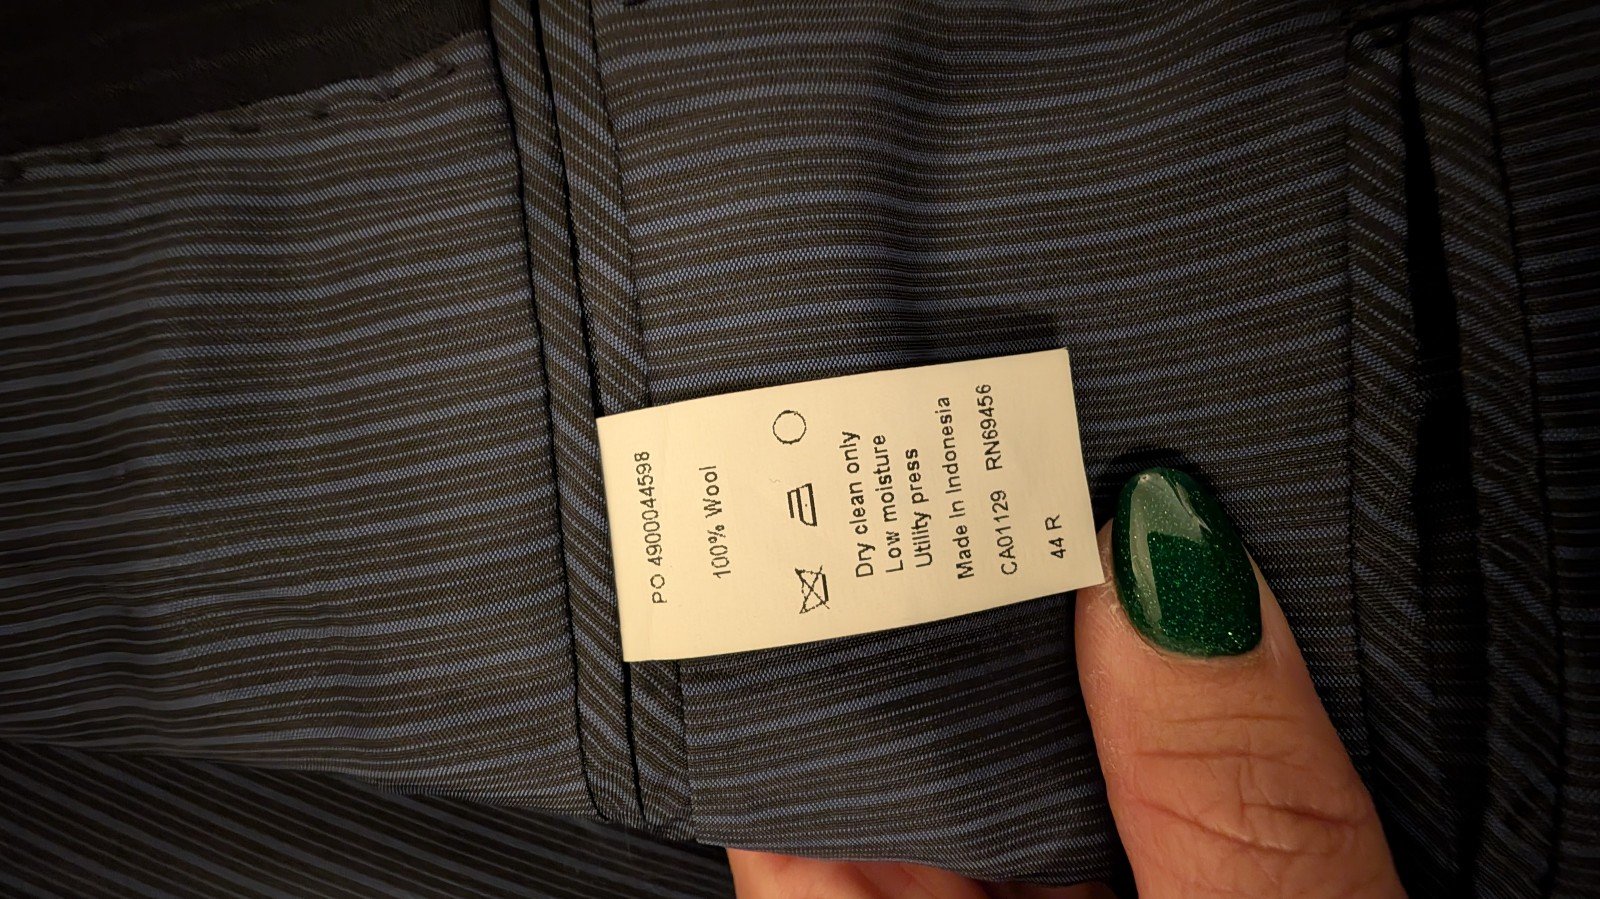 PO 4900044598
100% Wool
Dry clean only
Low moisture
Utility press
Made In Indonesia
CA01129 RN69456
44 R